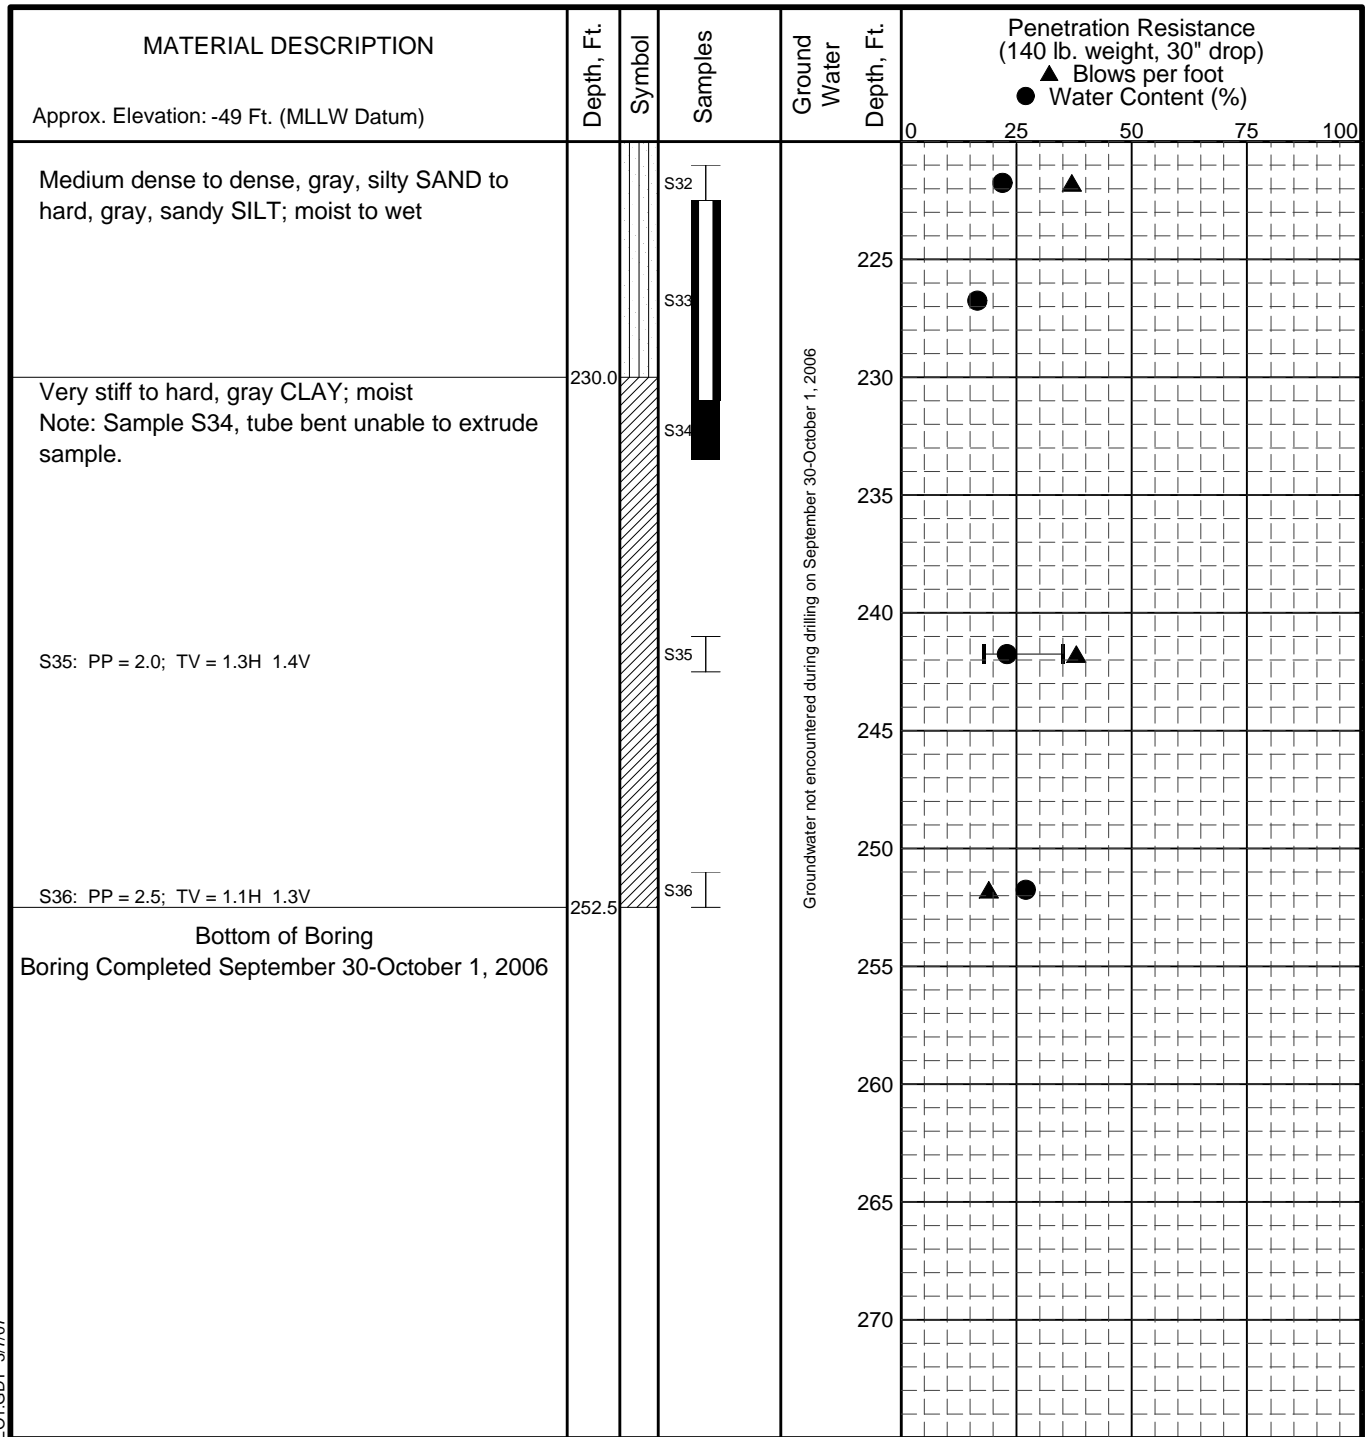 MATERIAL DESCRIPTION
Approx. Elevation: -49 Ft. (MLLW Datum)
Depth, Ft.
Symbol
Samples
Ground
Water
Depth, Ft.
Penetration Resistance
(140 lb. weight, 30" drop)
▲ Blows per foot
● Water Content (%)
0 25 50 75 100
Medium dense to dense, gray, silty SAND to
hard, gray, sandy SILT; moist to wet
S32
225
S33
230.0
230
Very stiff to hard, gray CLAY; moist
Note: Sample S34, tube bent unable to extrude
sample.
S34
235
240
S35: PP = 2.0; TV = 1.3H 1.4V
S35
245
250
S36: PP = 2.5; TV = 1.1H 1.3V
S36
252.5
Groundwater not encountered during drilling on September 30-October 1, 2006
Bottom of Boring
Boring Completed September 30-October 1, 2006
255
260
265
270